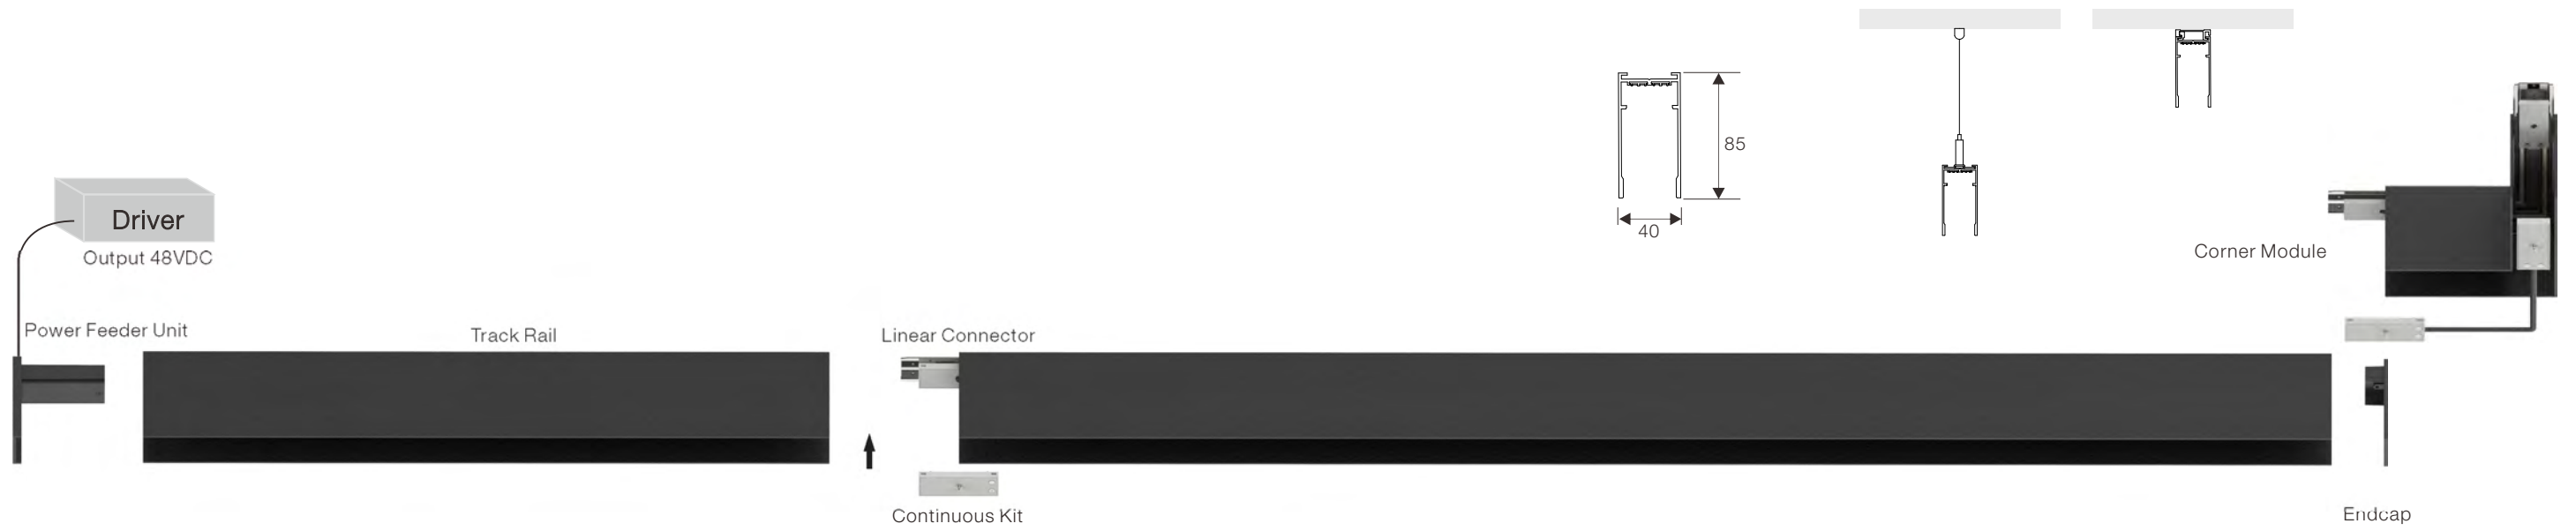 85
40
Driver
Output 48VDC
Corner Module
Power Feeder Unit
Track Rail
Linear Connector
Continuous Kit
Endcap